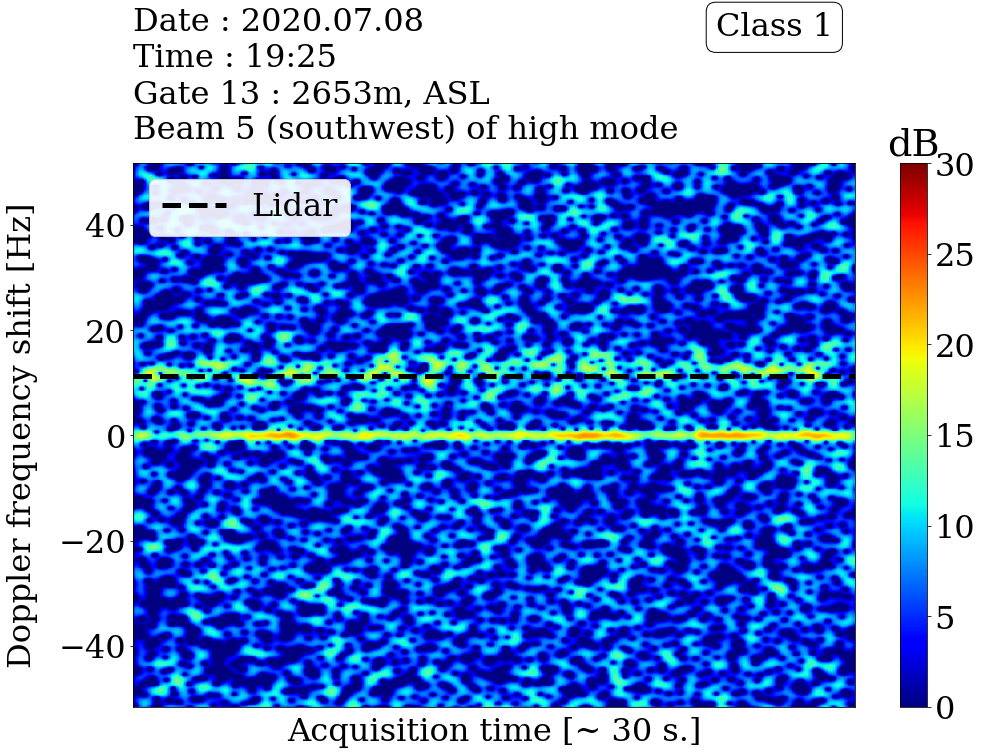 Date : 2020.07.08
Time : 19:25
Gate 13 : 2653m, ASL
Beam 5 (southwest) of high mode
Class 1
dB
Lidar
Doppler frequency shift [Hz]
40
20
0
−20
−40
30
25
20
15
10
5
0
Acquisition time [~ 30 s.]